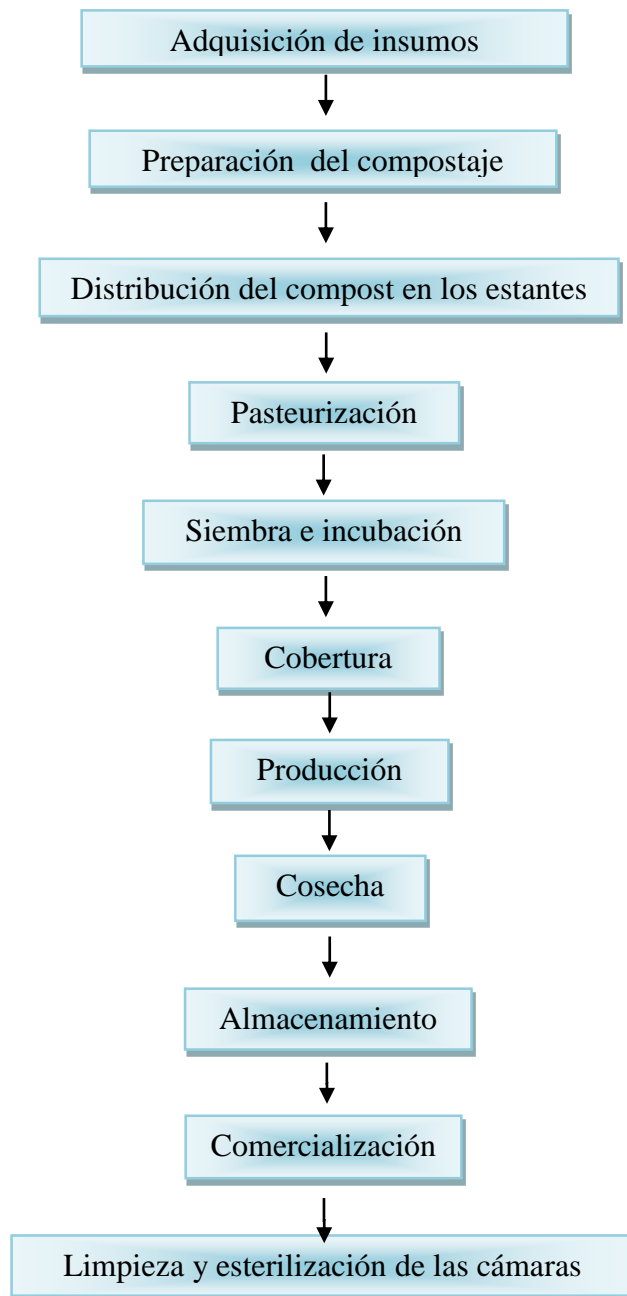 Adquisición de insumos
Preparación del compostaje
Distribución del compost en los estantes
Pasteurización
Siembra e incubación
Cobertura
Producción
Cosecha
Almacenamiento
Comercialización
Limpieza y esterilización de las cámaras